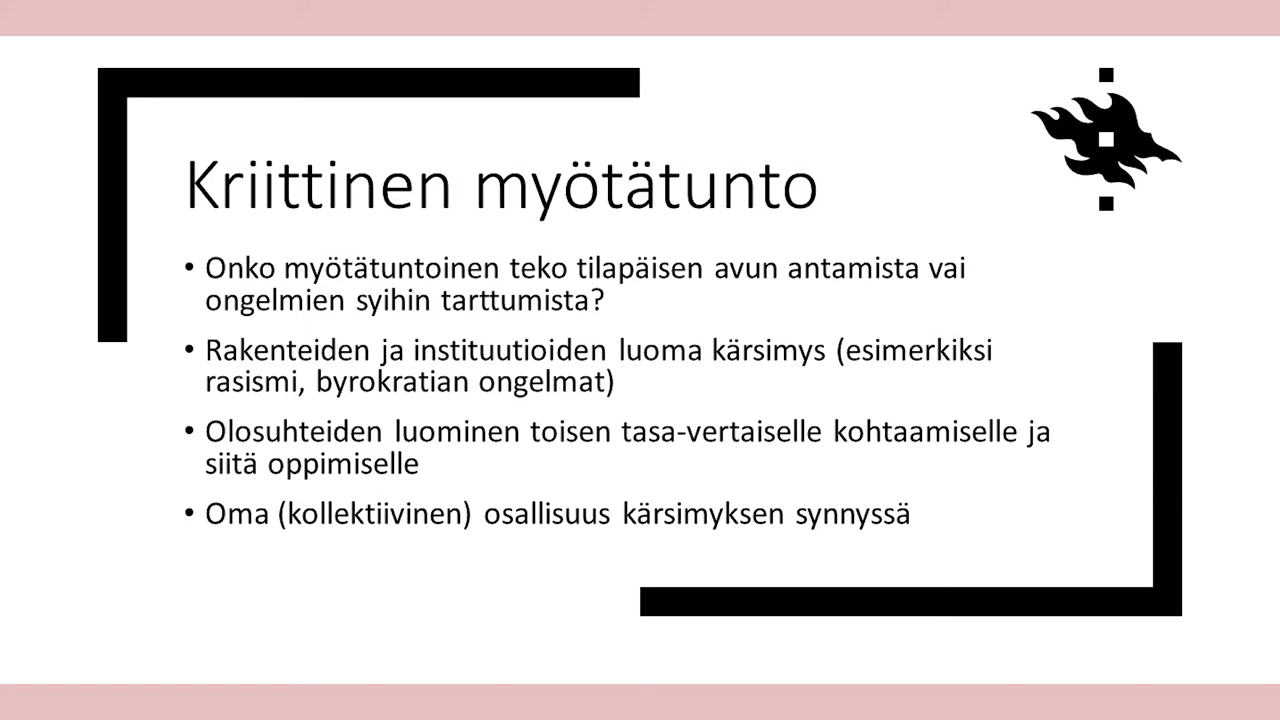 Kriittinen myötätunto
• Onko myötätuntoinen teko tilapäisen avun antamista vai
ongelmien syihin tarttumista?
• Rakenteiden ja instituutioiden luoma kärsimys (esimerkiksi
rasismi, byrokratian ongelmat)
• Olosuhteiden luominen toisen tasa-vertaiselle kohtaamiselle ja
siitä oppimiselle
• Oma (kollektiivinen) osallisuus kärsimyksen synnyssä